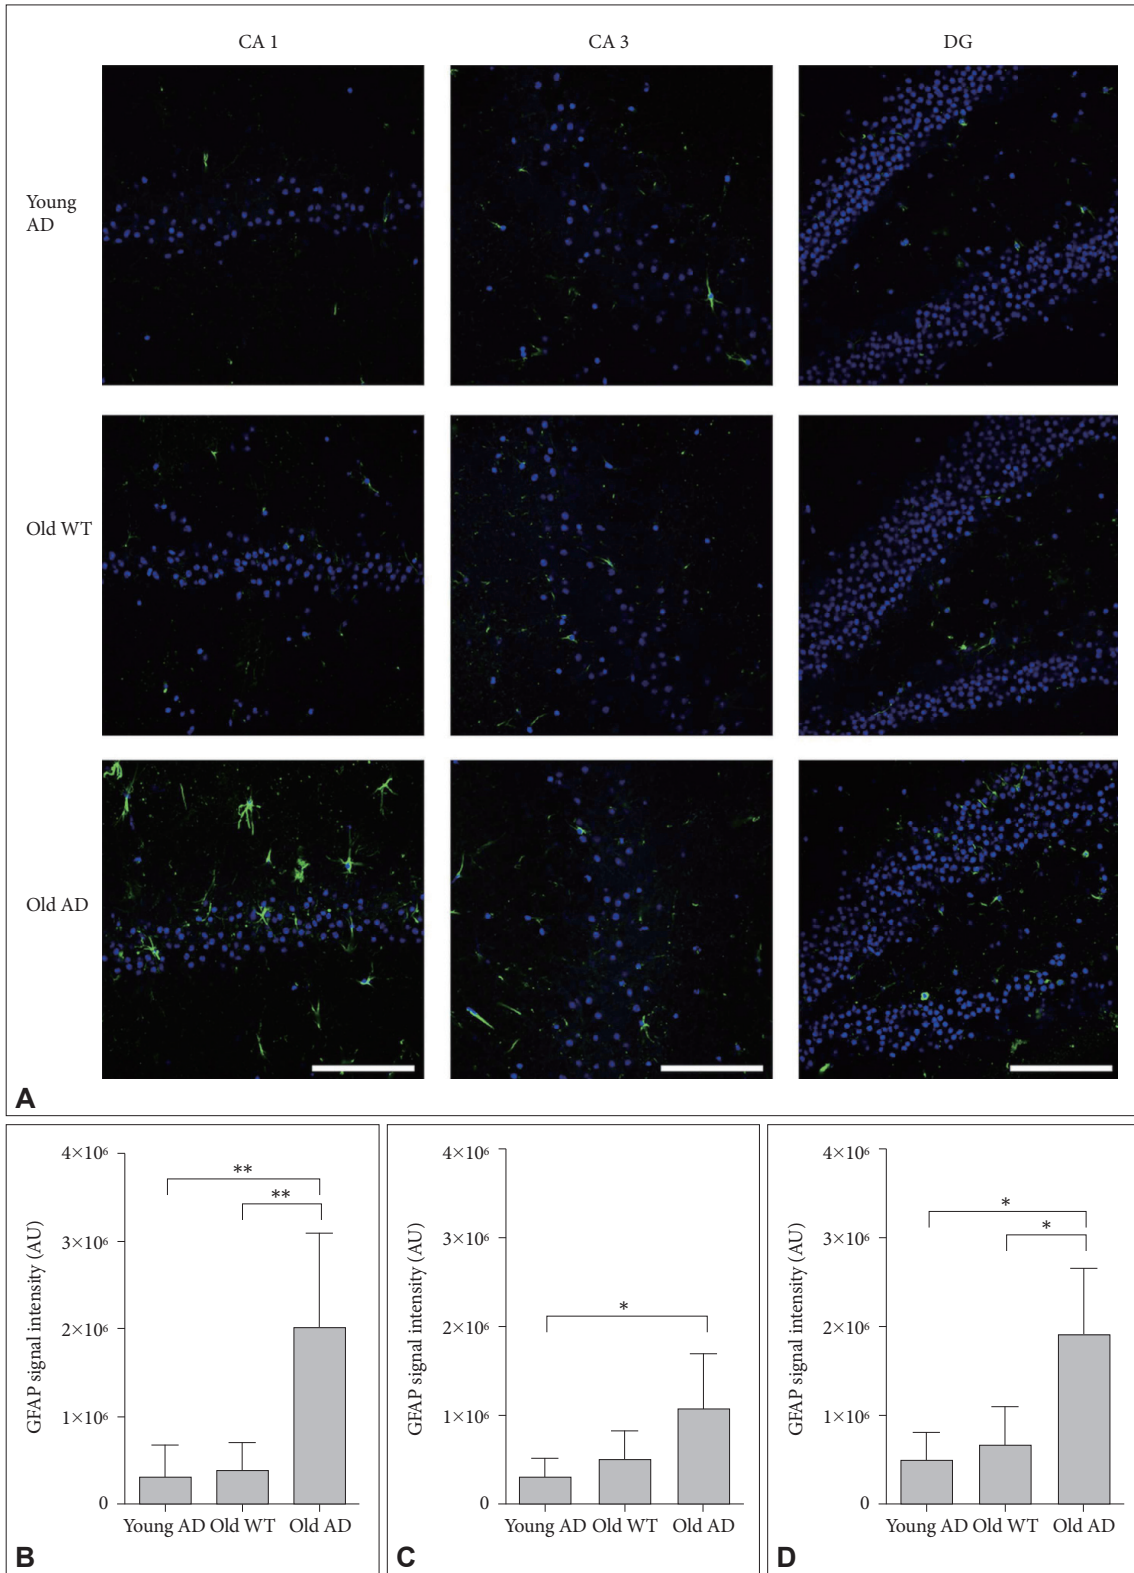 CA 1 CA 3 DG
Young
AD
Old WT
Old AD
A
4×10⁶
3×10⁶
2×10⁶
1×10⁶
0
GFAP signal intensity (AU)
** 
**
Young AD Old WT Old AD
B
4×10⁶
3×10⁶
2×10⁶
1×10⁶
0
GFAP signal intensity (AU)
*
Young AD Old WT Old AD
C
4×10⁶
3×10⁶
2×10⁶
1×10⁶
0
GFAP signal intensity (AU)
*
*
Young AD Old WT Old AD
D